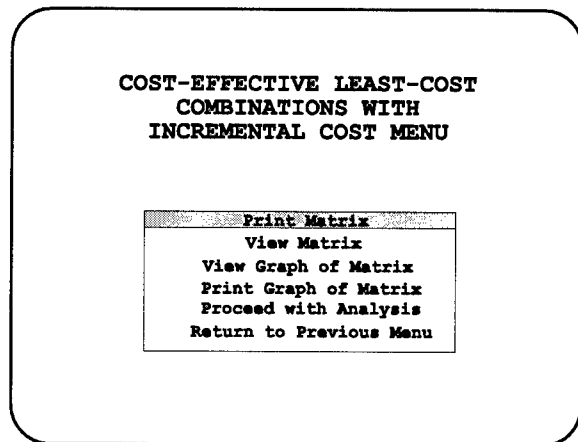 COST-EFFECTIVE LEAST-COST
COMBINATIONS WITH
INCREMENTAL COST MENU
Print Matrix
View Matrix
View Graph of Matrix
Print Graph of Matrix
Proceed with Analysis
Return to Previous Menu